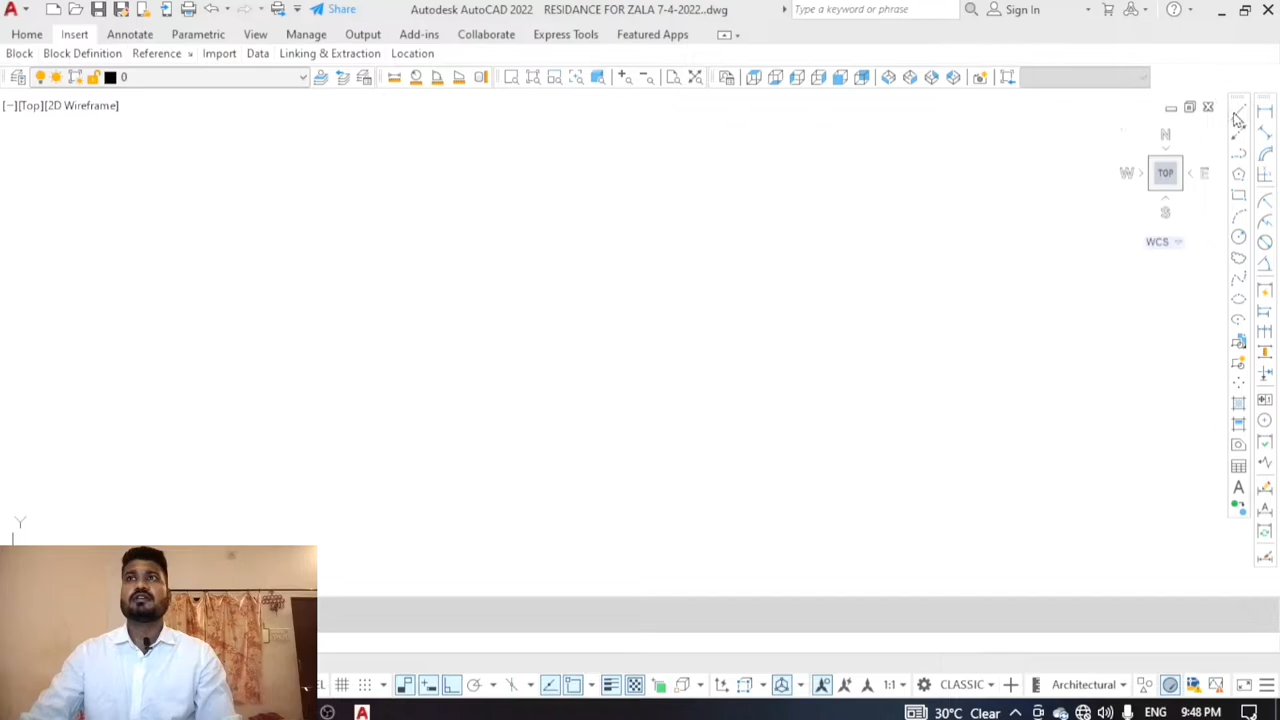 Share
Autodesk AutoCAD 2022 RESIDANCE FOR ZALA 7-4-2022..dwg
Type a keyword or phrase
Sign In
Home Insert Annotate Parametric View Manage Output Add-ins Collaborate Express Tools Featured Apps
Block Block Definition Reference Import Data Linking & Extraction Location
0
[−][Top][2D Wireframe]
N
W TOP E
S
WCS
A
Y
1:1 CLASSIC Architectural
30°C Clear ENG 9:48 PM